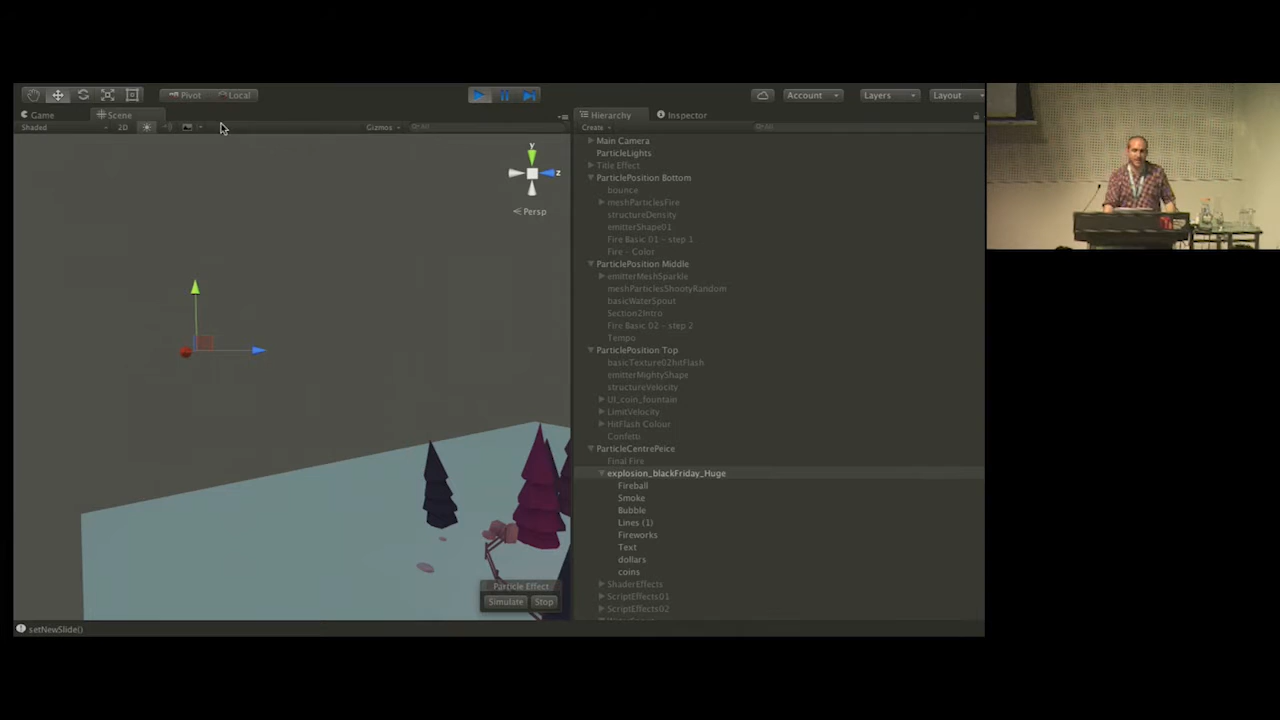 Pivot Local Account Layers Layout
Game Scene Hierarchy Inspector
Shaded 2D Gizmos All Create All
Main Camera
ParticleLights
Title Effect
ParticlePosition Bottom
bounce
meshParticlesFire
structureDensity
emitterShape01
Fire Basic 01 - step 1
Fire - Color
ParticlePosition Middle
emitterMeshSparkle
meshParticlesShootyRandom
basicWaterSpout
Section2Intro
Fire Basic 02 - step 2
Tempo
ParticlePosition Top
basicTexture02hitFlash
emitterMightyShape
structureVelocity
UI_coin_fountain
LimitVelocity
HitFlash Colour
Confetti
ParticleCentrePeice
Final Fire
explosion_blackFriday_Huge
Fireball
Smoke
Bubble
Lines (1)
Fireworks
Text
dollars
coins
ShaderEffects
ScriptEffects01
ScriptEffects02
y
z
Persp
Particle Effect
Simulate Stop
setNewSlide()